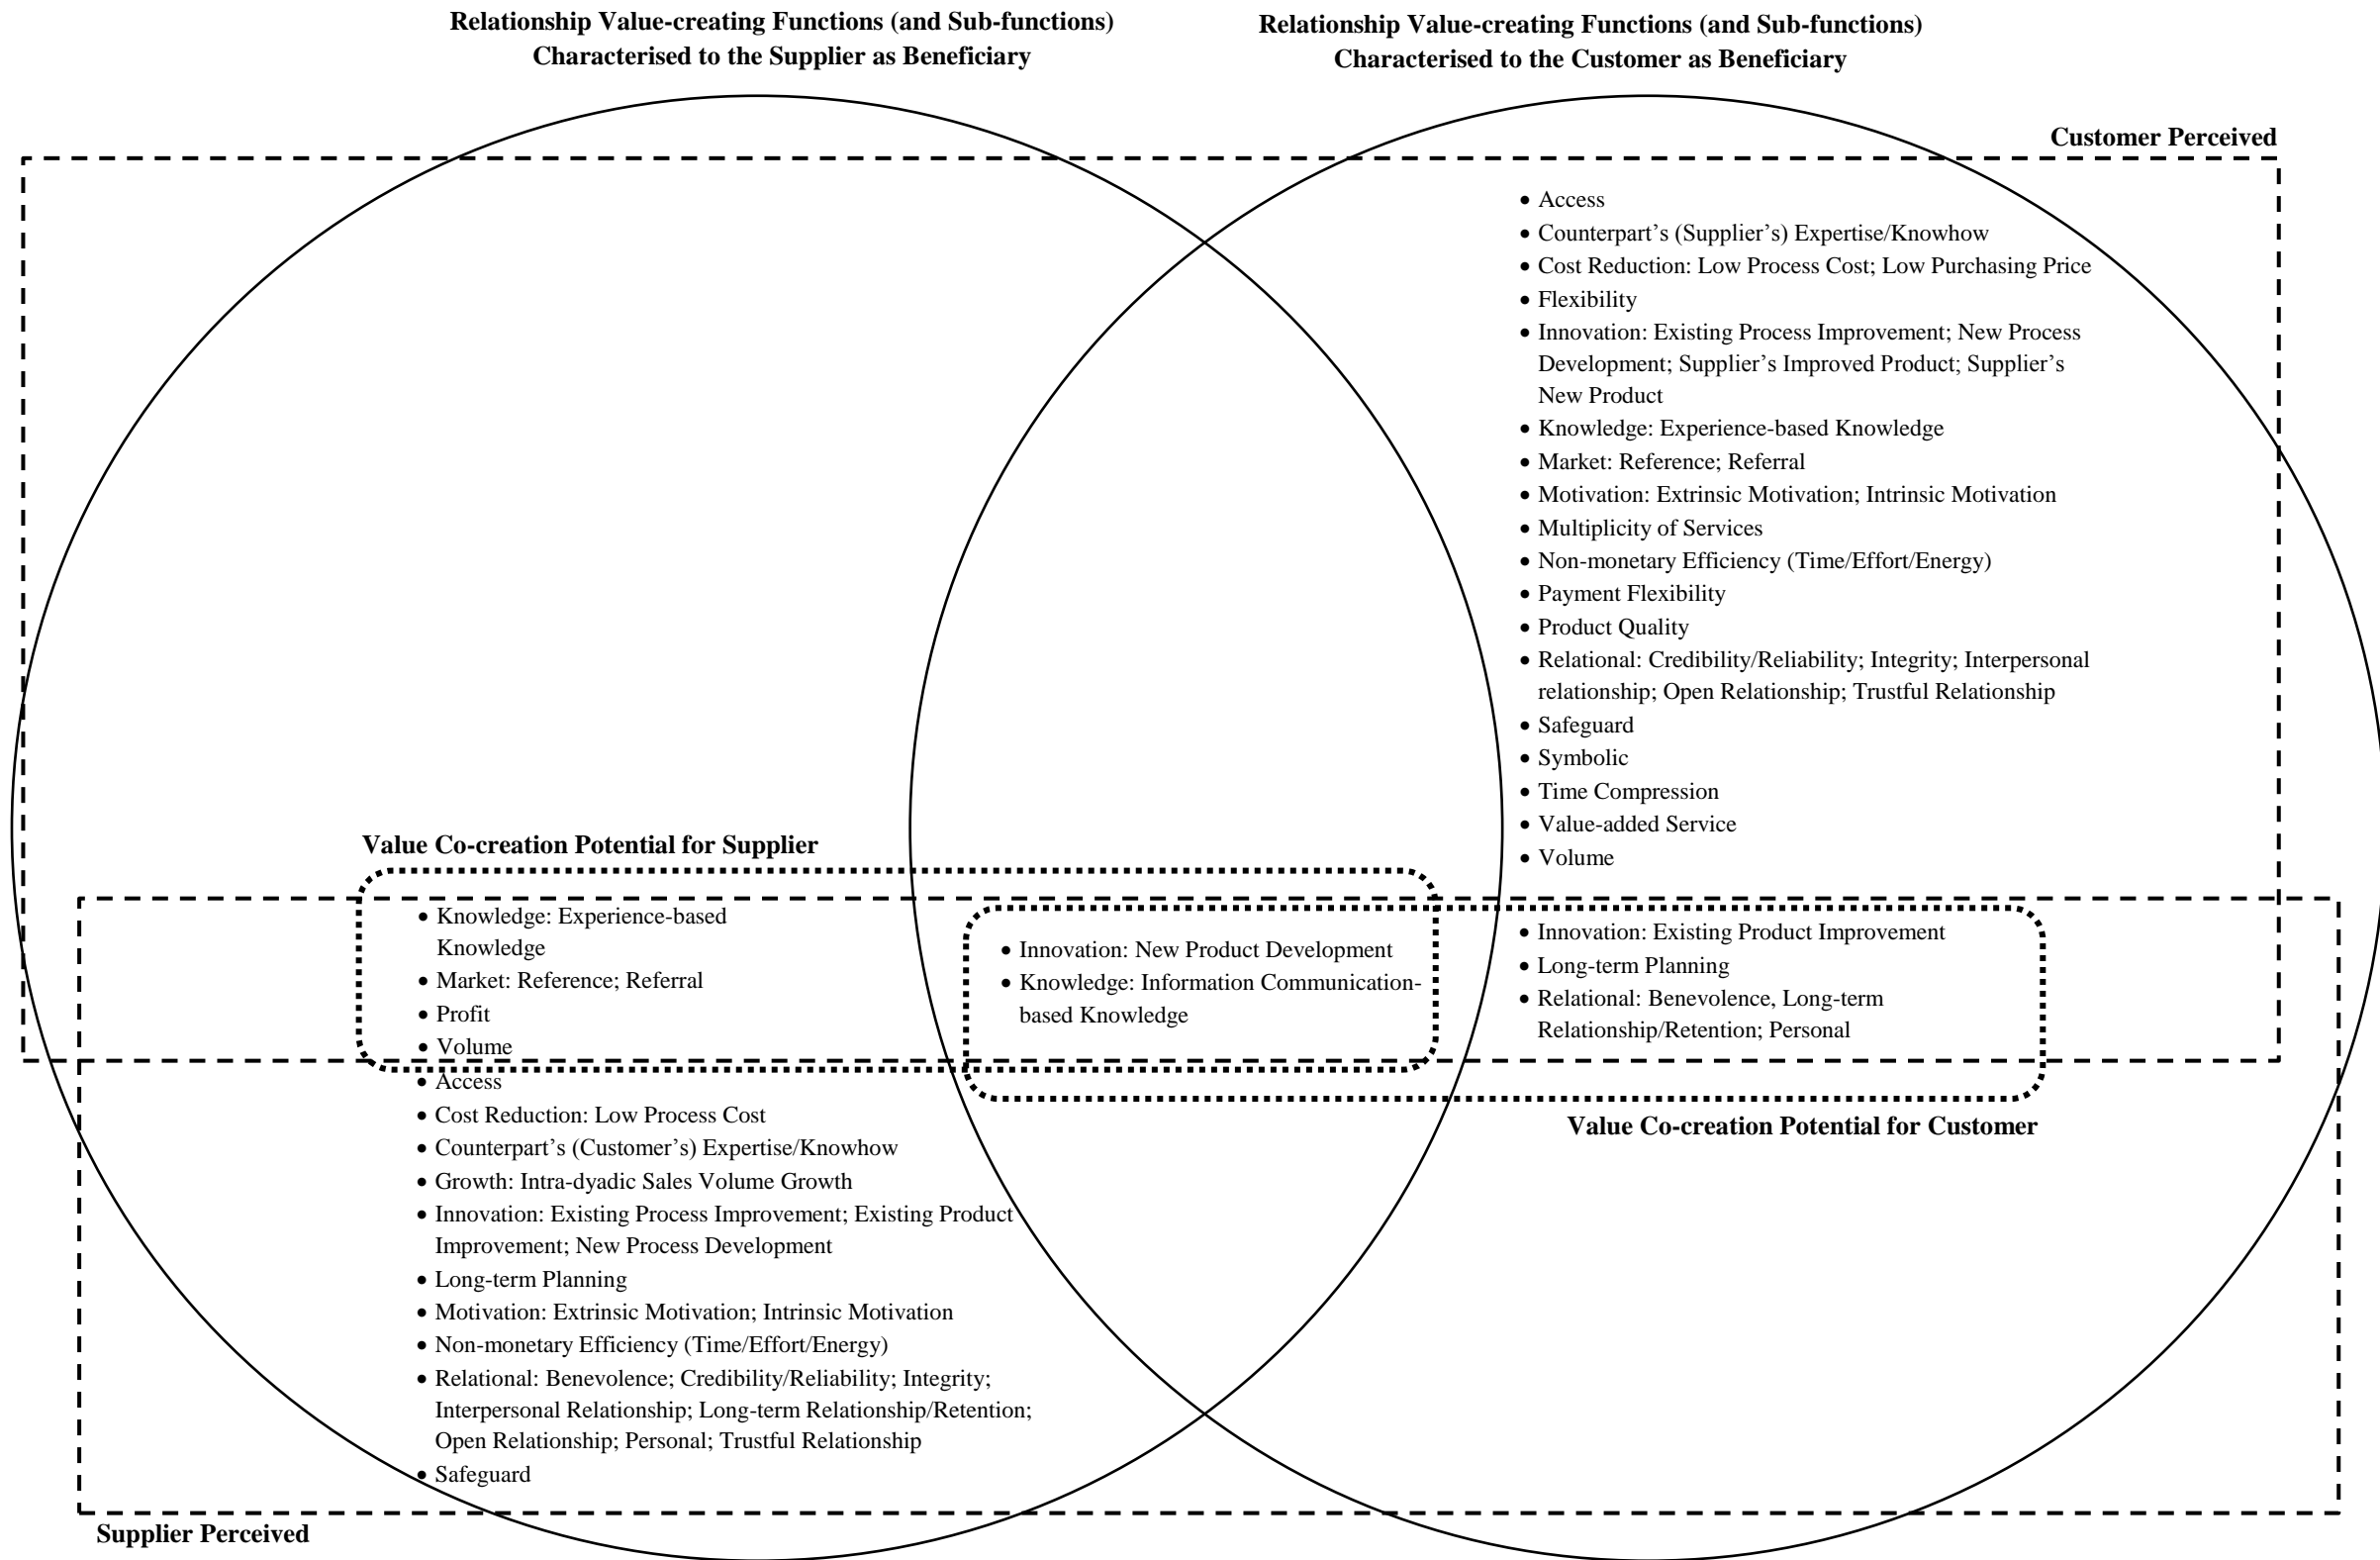 Relationship Value-creating Functions (and Sub-functions)
Characterised to the Supplier as Beneficiary
Relationship Value-creating Functions (and Sub-functions)
Characterised to the Customer as Beneficiary
Customer Perceived
• Access
• Counterpart’s (Supplier’s) Expertise/Knowhow
• Cost Reduction: Low Process Cost; Low Purchasing Price
• Flexibility
• Innovation: Existing Process Improvement; New Process
Development; Supplier’s Improved Product; Supplier’s
New Product
• Knowledge: Experience-based Knowledge
• Market: Reference; Referral
• Motivation: Extrinsic Motivation; Intrinsic Motivation
• Multiplicity of Services
• Non-monetary Efficiency (Time/Effort/Energy)
• Payment Flexibility
• Product Quality
• Relational: Credibility/Reliability; Integrity; Interpersonal
relationship; Open Relationship; Trustful Relationship
• Safeguard
• Symbolic
• Time Compression
• Value-added Service
• Volume
Value Co-creation Potential for Supplier
• Knowledge: Experience-based
Knowledge
• Market: Reference; Referral
• Profit
• Volume
• Innovation: New Product Development
• Knowledge: Information Communication-
based Knowledge
• Innovation: Existing Product Improvement
• Long-term Planning
• Relational: Benevolence, Long-term
Relationship/Retention; Personal
Value Co-creation Potential for Customer
• Access
• Cost Reduction: Low Process Cost
• Counterpart’s (Customer’s) Expertise/Knowhow
• Growth: Intra-dyadic Sales Volume Growth
• Innovation: Existing Process Improvement; Existing Product
Improvement; New Process Development
• Long-term Planning
• Motivation: Extrinsic Motivation; Intrinsic Motivation
• Non-monetary Efficiency (Time/Effort/Energy)
• Relational: Benevolence; Credibility/Reliability; Integrity;
Interpersonal Relationship; Long-term Relationship/Retention;
Open Relationship; Personal; Trustful Relationship
• Safeguard
Supplier Perceived